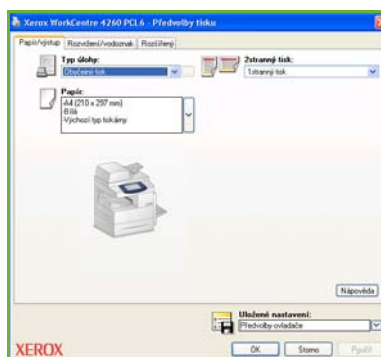 Xerox WorkCentre 4260 PCL6 - Předvolby tisku
Papír/výstup Rozvržení/vodoznak Rozšířený
Typ úlohy:
Obyčejný tisk
2stranný tisk:
1stranný tisk
Papír:
-A4 (210 x 297 mm)
-Bílá
-Výchozí typ tiskárny
Nápověda
Uložené nastavení:
Předvolby ovladače
XEROX
OK Storno Použít